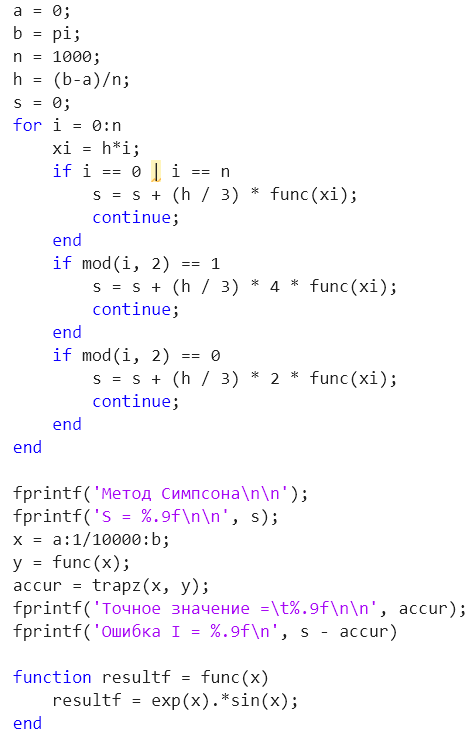 a = 0;
b = pi;
n = 1000;
h = (b-a)/n;
s = 0;
for i = 0:n
    xi = h*i;
    if i == 0 | i == n
        s = s + (h / 3) * func(xi);
        continue;
    end
    if mod(i, 2) == 1
        s = s + (h / 3) * 4 * func(xi);
        continue;
    end
    if mod(i, 2) == 0
        s = s + (h / 3) * 2 * func(xi);
        continue;
    end
end

fprintf('Метод Симпсона\n\n');
fprintf('S = %.9f\n\n', s);
x = a:1/10000:b;
y = func(x);
accur = trapz(x, y);
fprintf('Точное значение =\t%.9f\n\n', accur);
fprintf('Ошибка I = %.9f\n', s - accur)

function resultf = func(x)
    resultf = exp(x).*sin(x);
end